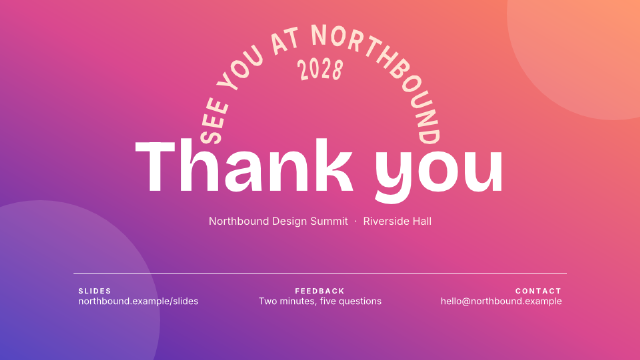 SEE YOU AT NORTHBOUND
2028
Thank you
Northbound Design Summit · Riverside Hall
SLIDES
northbound.example/slides
FEEDBACK
Two minutes, five questions
CONTACT
hello@northbound.example